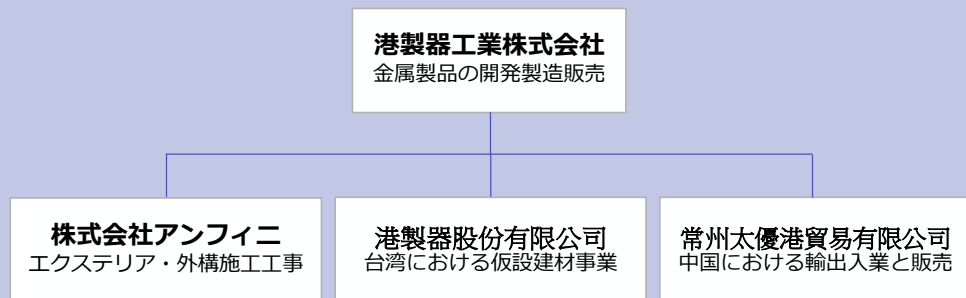 港製器工業株式会社
金属製品の開発製造販売
株式会社アンフィニ
エクステリア・外構施工工事
港製器股份有限公司
台湾における仮設建材事業
常州太優港貿易有限公司
中国における輸出入業と販売